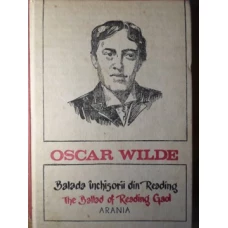 OSCAR WILDE
Balada închisorii din Reading
The Ballad of Reading Gaol
ARANIA